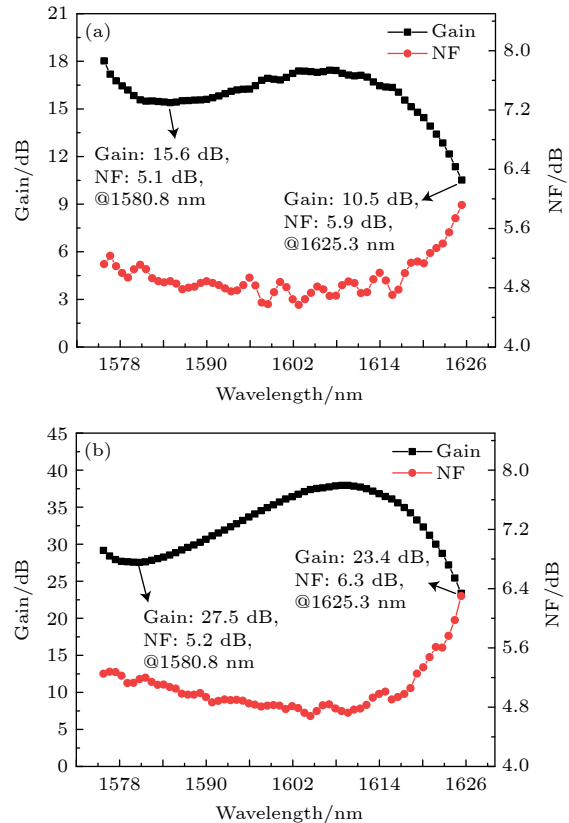 (a)
Gain
NF
21
18
15
12
9
6
3
0
Gain/dB
8.0
7.2
6.4
5.6
4.8
4.0
NF/dB
Gain: 15.6 dB,
NF: 5.1 dB,
@1580.8 nm
Gain: 10.5 dB,
NF: 5.9 dB,
@1625.3 nm
1578
1590
1602
1614
1626
Wavelength/nm
(b)
Gain
NF
45
40
35
30
25
20
15
10
5
0
Gain/dB
8.0
7.2
6.4
5.6
4.8
4.0
NF/dB
Gain: 23.4 dB,
NF: 6.3 dB,
@1625.3 nm
Gain: 27.5 dB,
NF: 5.2 dB,
@1580.8 nm
1578
1590
1602
1614
1626
Wavelength/nm